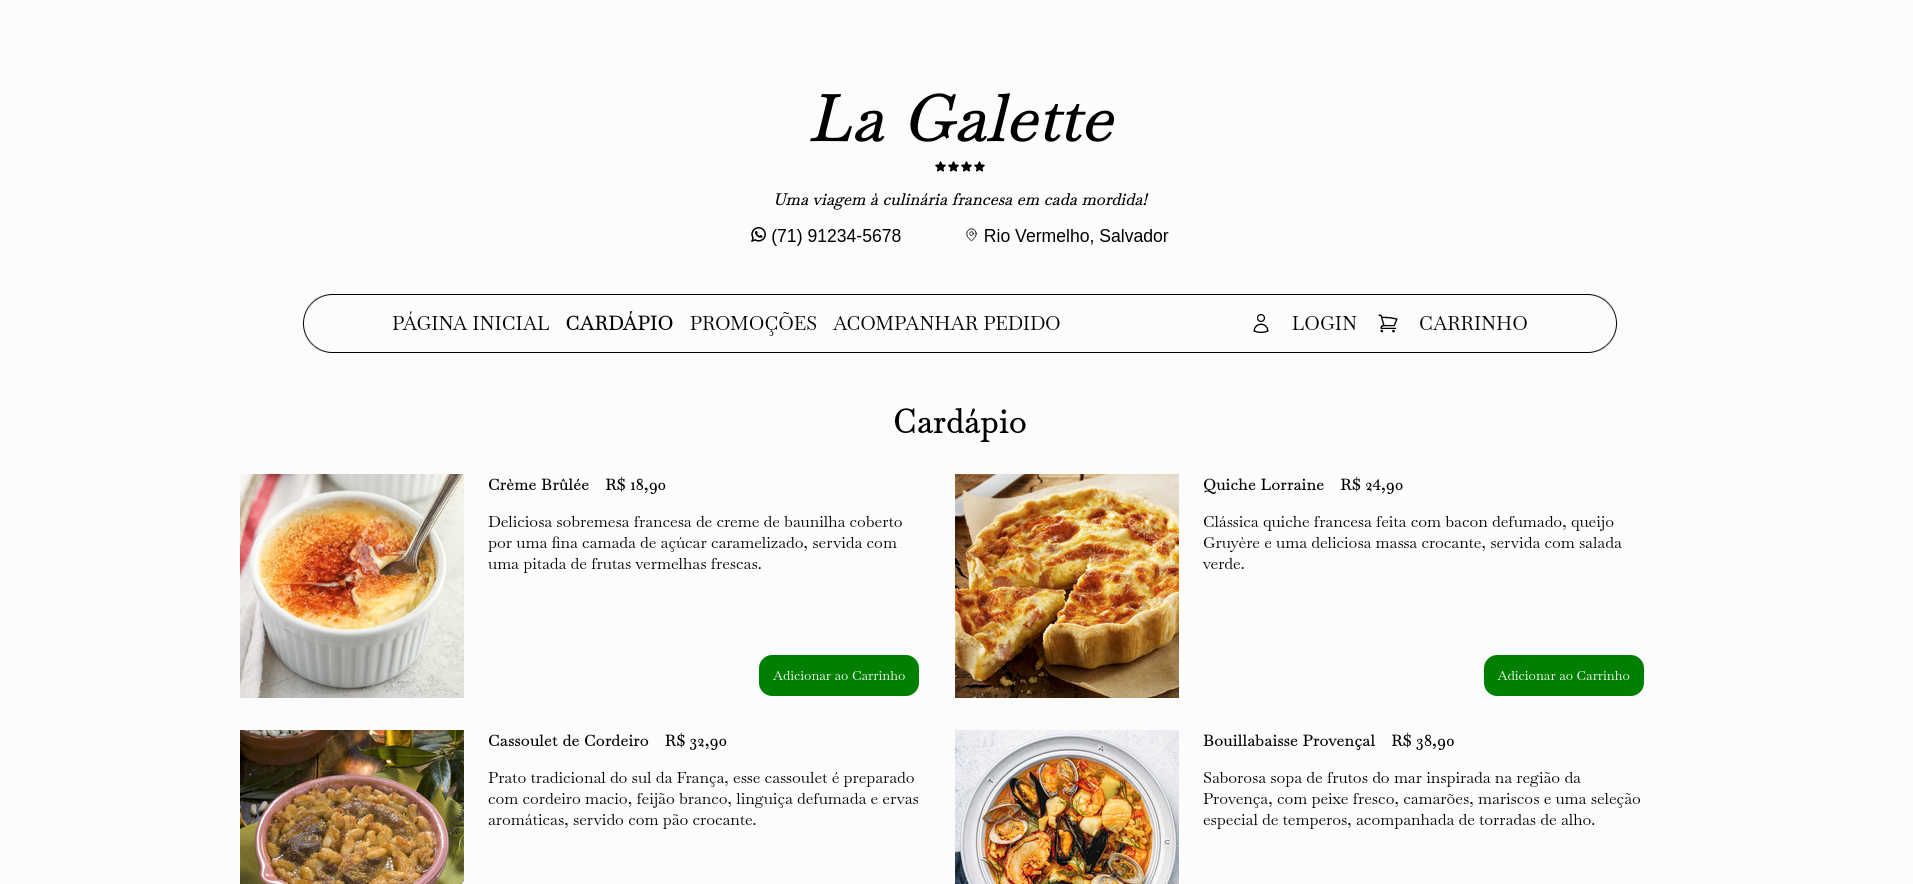 La Galette
Uma viagem à culinária francesa em cada mordida!
(71) 91234-5678
Rio Vermelho, Salvador
PÁGINA INICIAL
CARDÁPIO
PROMOÇÕES
ACOMPANHAR PEDIDO
LOGIN
CARRINHO
Cardápio
Crème Brûlée R$ 18,90
Deliciosa sobremesa francesa de creme de baunilha coberto
por uma fina camada de açúcar caramelizado, servida com
uma pitada de frutas vermelhas frescas.
Adicionar ao Carrinho
Quiche Lorraine R$ 24,90
Clássica quiche francesa feita com bacon defumado, queijo
Gruyère e uma deliciosa massa crocante, servida com salada
verde.
Adicionar ao Carrinho
Cassoulet de Cordeiro R$ 32,90
Prato tradicional do sul da França, esse cassoulet é preparado
com cordeiro macio, feijão branco, linguiça defumada e ervas
aromáticas, servido com pão crocante.
Bouillabaisse Provençal R$ 38,90
Saborosa sopa de frutos do mar inspirada na região da
Provença, com peixe fresco, camarões, mariscos e uma seleção
especial de temperos, acompanhada de torradas de alho.